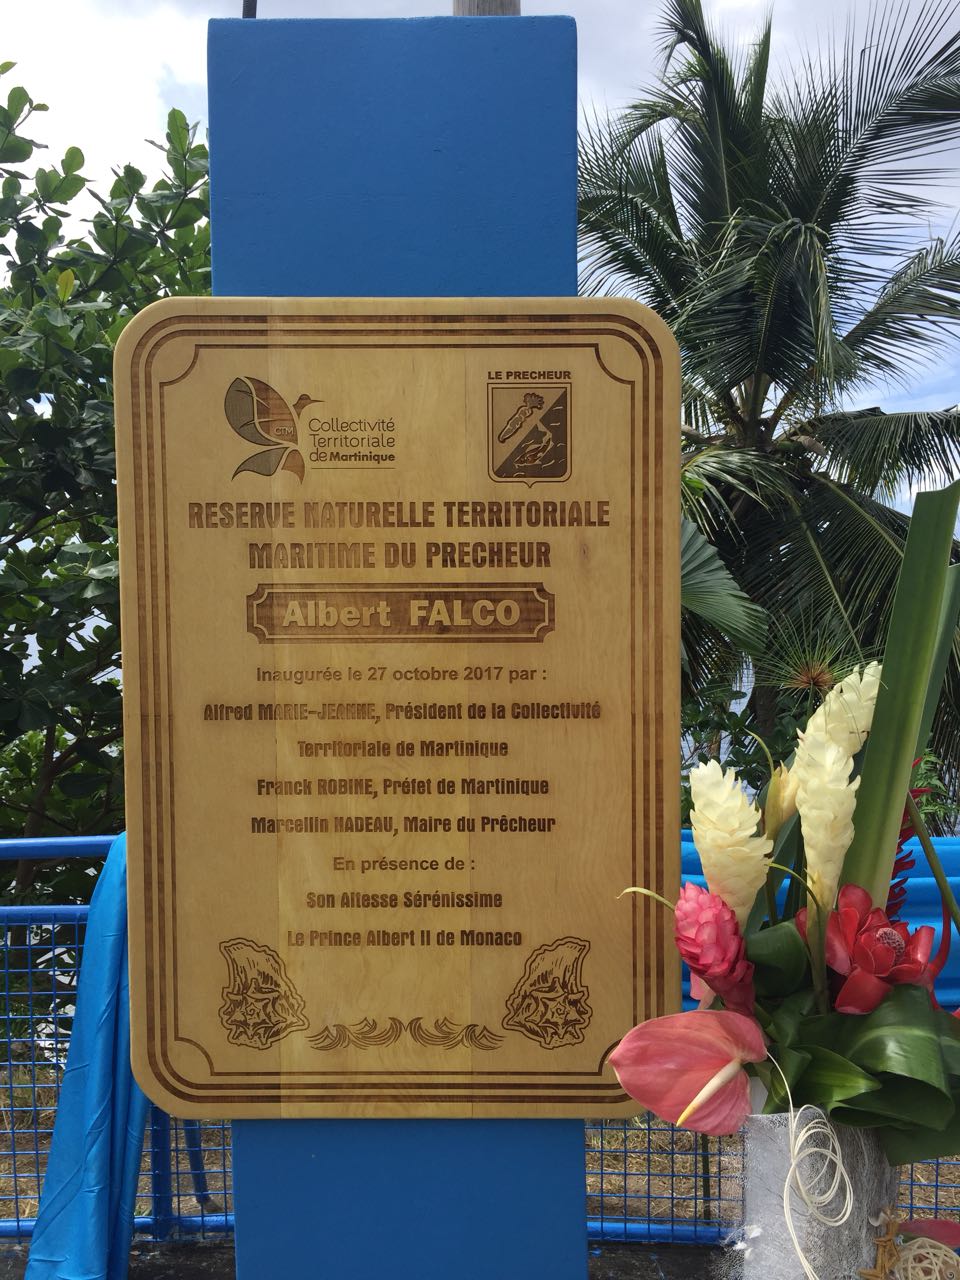 LE PRECHEUR
CTM
Collectivité
Territoriale
de Martinique
RESERVE NATURELLE TERRITORIALE
MARITIME DU PRECHEUR
Albert FALCO
Inaugurée le 27 octobre 2017 par :
Alfred MARIE-JEANNE, Président de la Collectivité
Territoriale de Martinique
Franck ROBINE, Préfet de Martinique
Marcellin NADEAU, Maire du Prêcheur
En présence de :
Son Altesse Sérénissime
Le Prince Albert II de Monaco